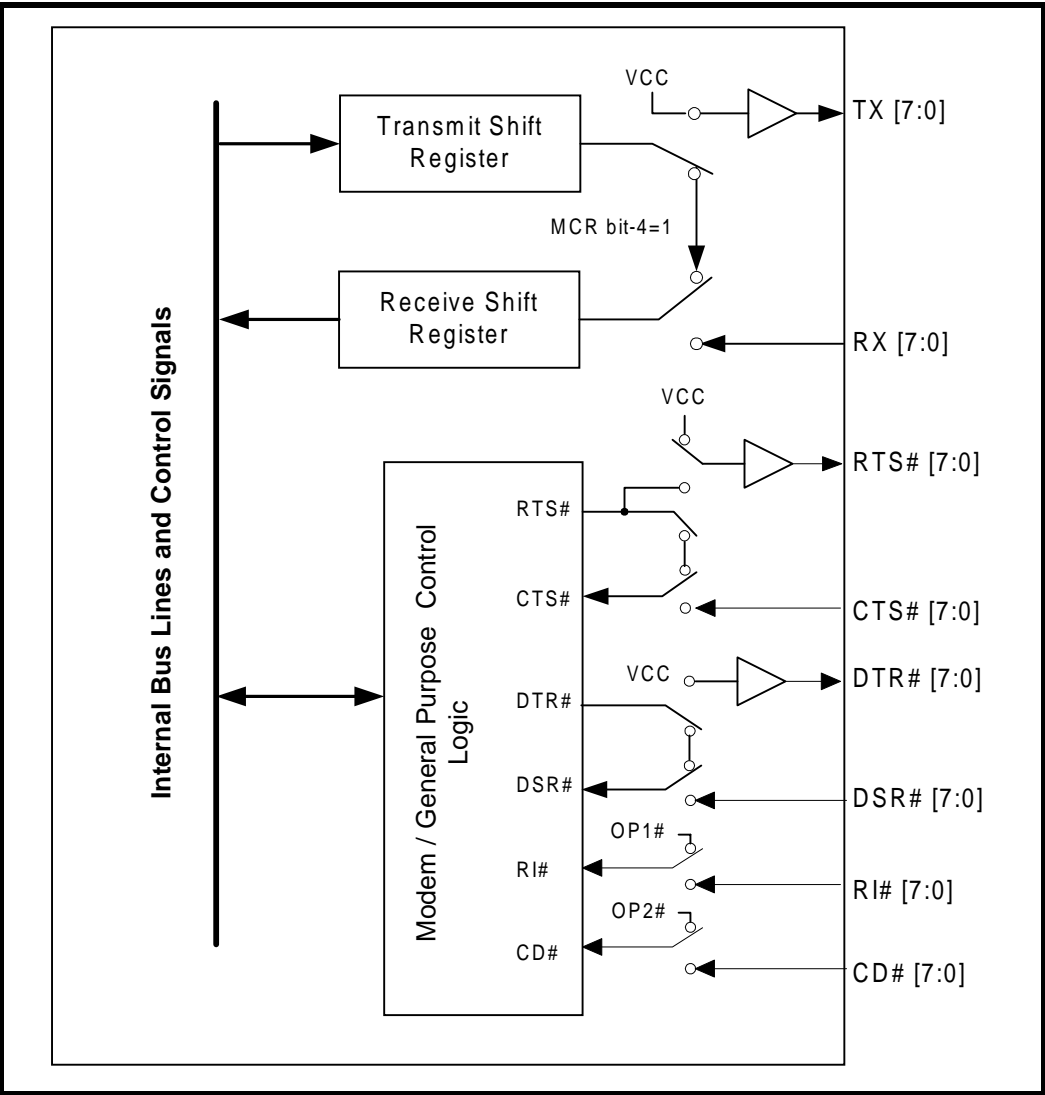 VCC
TX [7:0]
Transmit Shift
Register
MCR bit-4=1
Receive Shift
Register
RX [7:0]
Internal Bus Lines and Control Signals
VCC
RTS# [7:0]
RTS#
CTS#
CTS# [7:0]
Modem / General Purpose Control
Logic
VCC
DTR# [7:0]
DTR#
DSR#
DSR# [7:0]
OP1#
RI#
RI# [7:0]
OP2#
CD#
CD# [7:0]